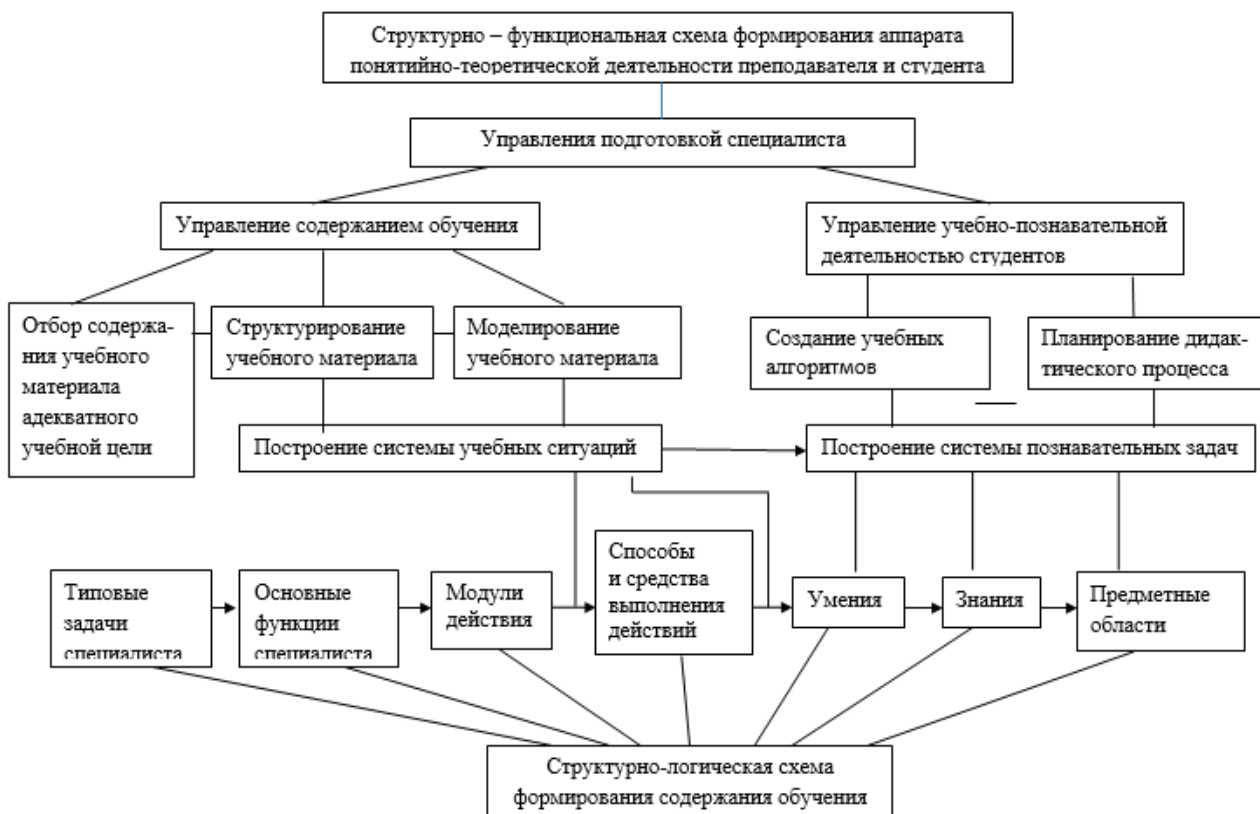 Структурно – функциональная схема формирования аппарата
понятийно-теоретической деятельности преподавателя и студента
Управления подготовкой специалиста
Управление содержанием обучения
Управление учебно-познавательной
деятельностью студентов
Отбор содержа-
ния учебного
материала
адекватного
учебной цели
Структурирование
учебного материала
Моделирование
учебного материала
Создание учебных
алгоритмов
Планирование дидак-
тического процесса
Построение системы учебных ситуаций
Построение системы познавательных задач
Типовые
задачи
специалиста
Основные
функции
специалиста
Модули
действия
Способы
и средства
выполнения
действий
Умения
Знания
Предметные
области
Структурно-логическая схема
формирования содержания обучения